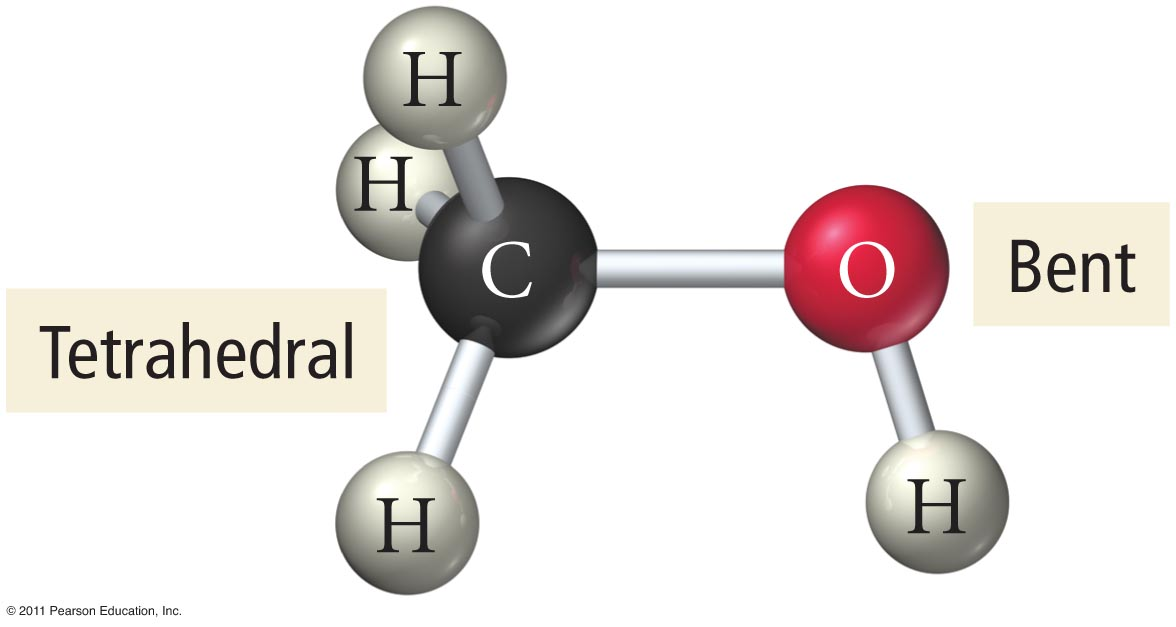 H
H
C
O
Bent
Tetrahedral
H
H
© 2011 Pearson Education, Inc.